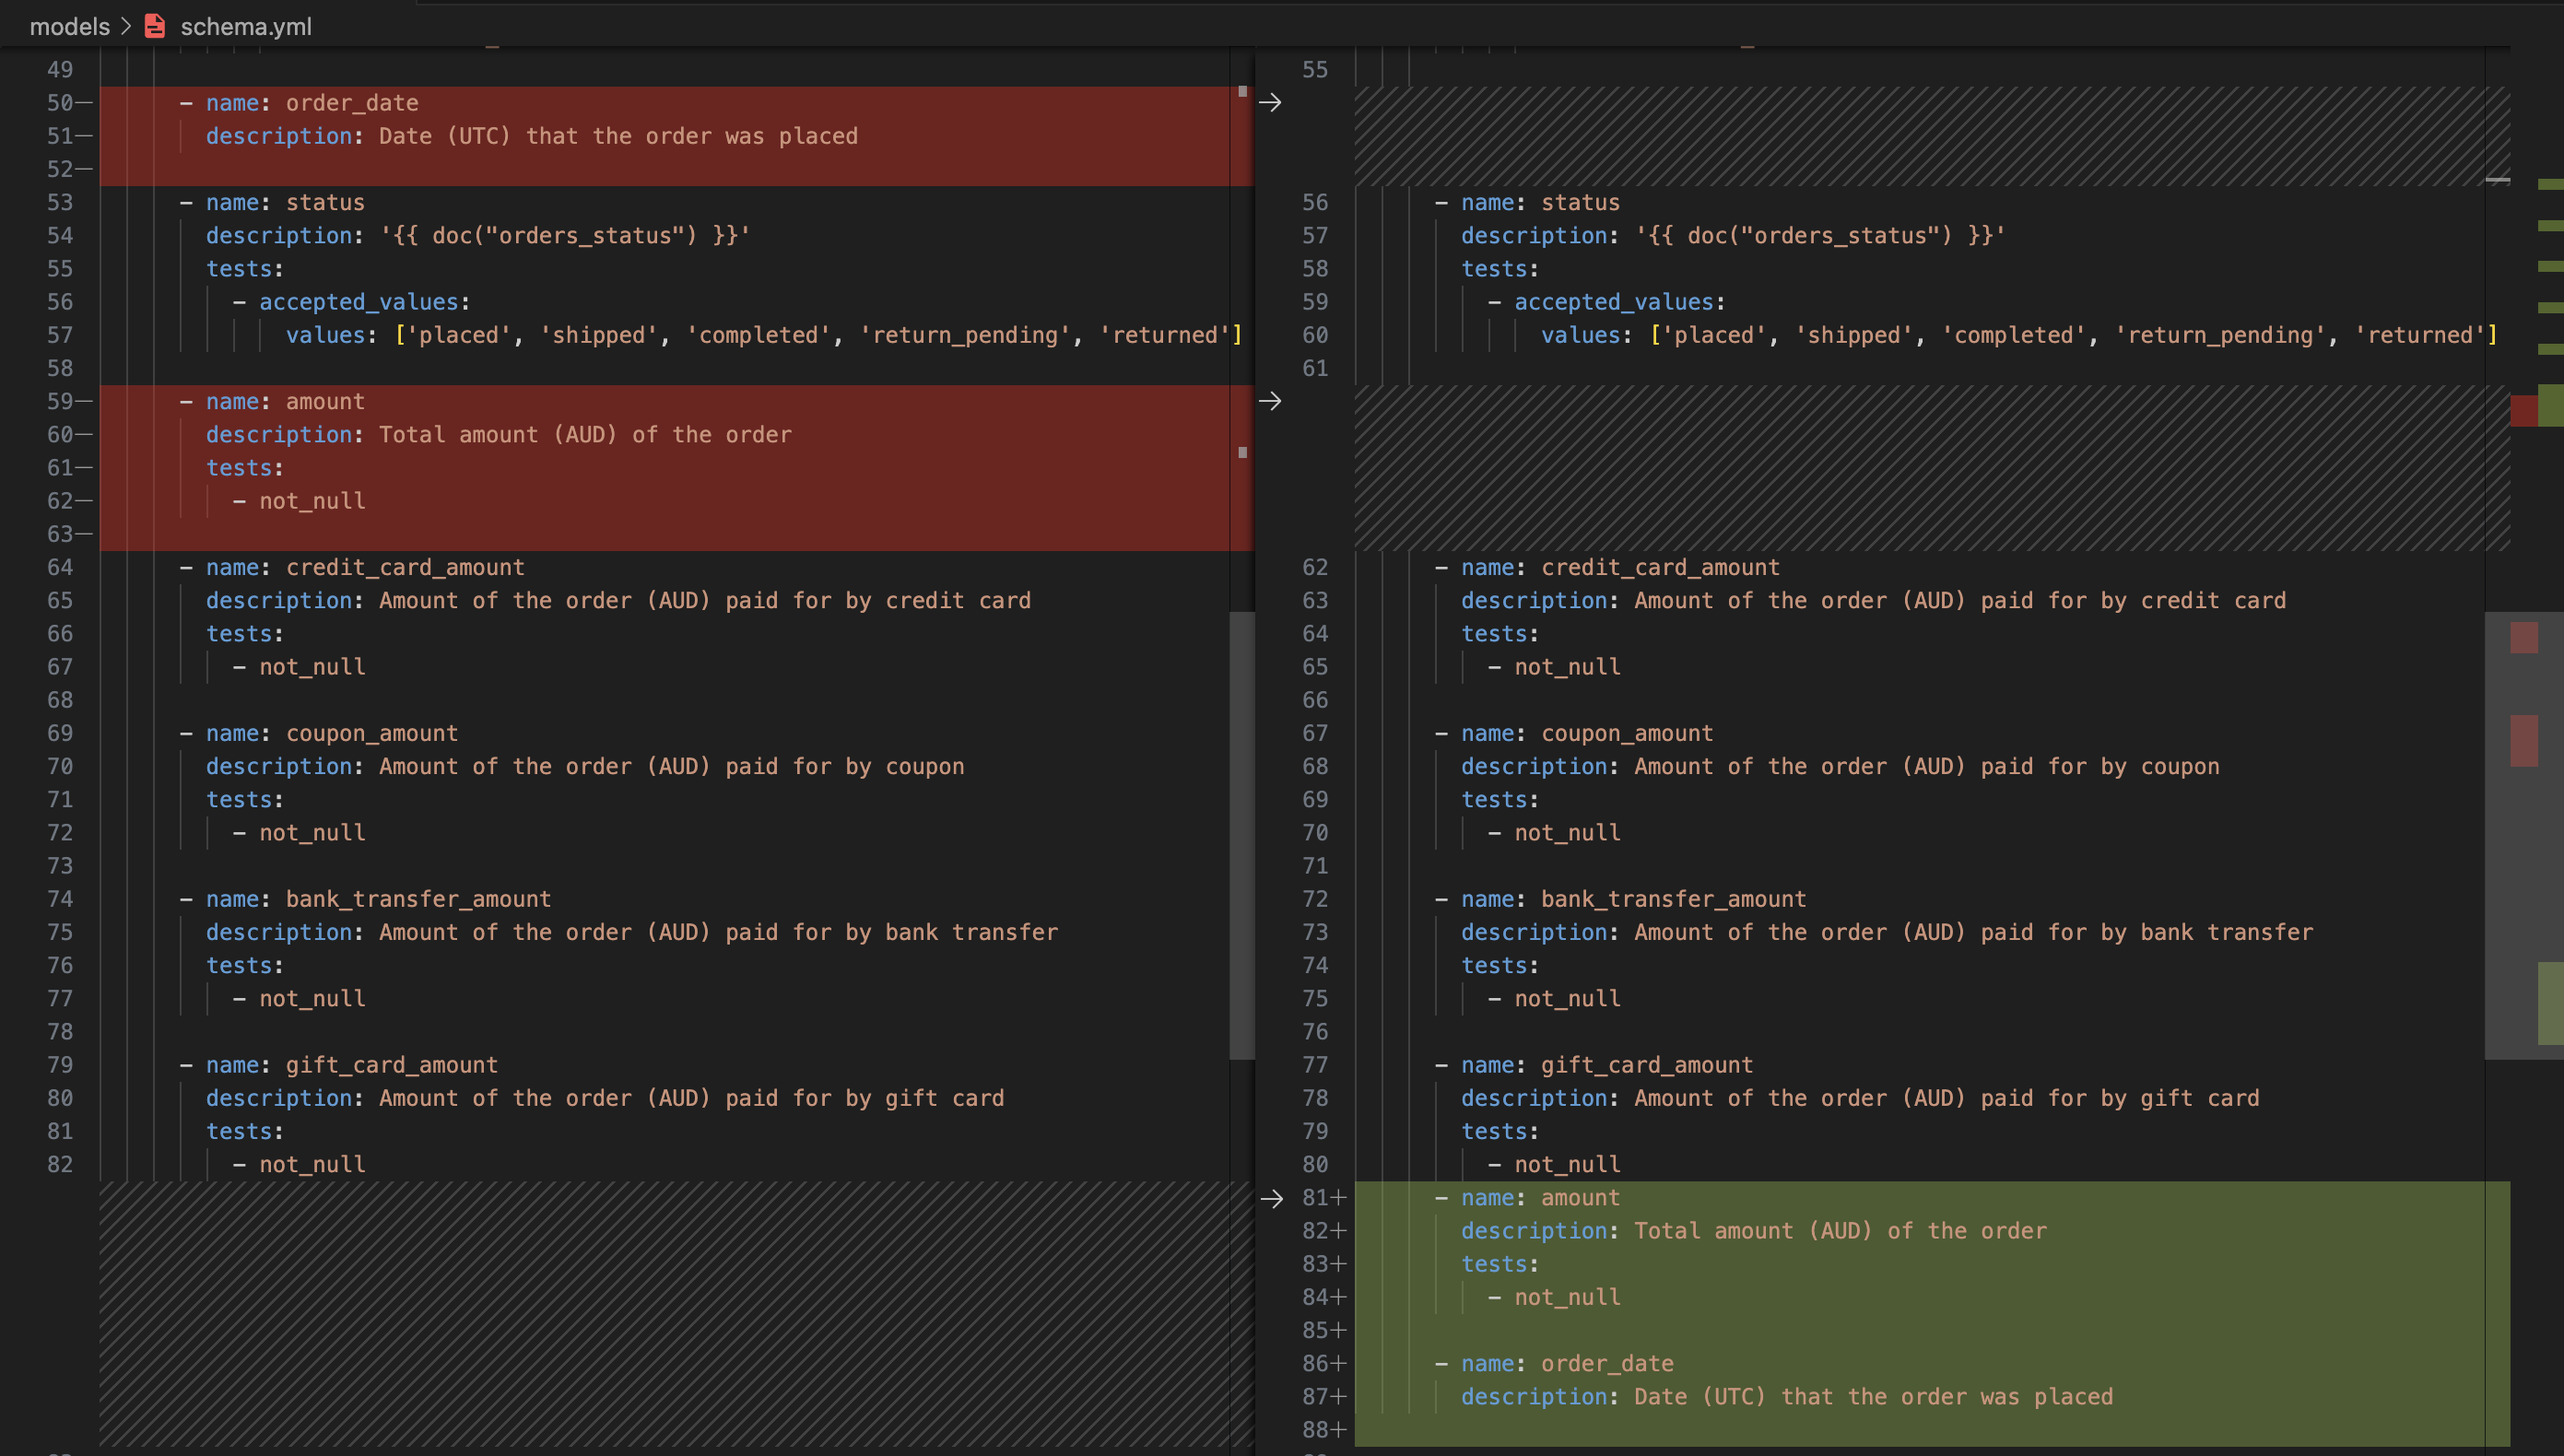 models > schema.yml
49
50— - name: order_date
51— description: Date (UTC) that the order was placed
52—
53 - name: status
54 description: '{{ doc("orders_status") }}'
55 tests:
56 - accepted_values:
57 values: ['placed', 'shipped', 'completed', 'return_pending', 'returned']
58
59— - name: amount
60— description: Total amount (AUD) of the order
61— tests:
62— - not_null
63—
64 - name: credit_card_amount
65 description: Amount of the order (AUD) paid for by credit card
66 tests:
67 - not_null
68
69 - name: coupon_amount
70 description: Amount of the order (AUD) paid for by coupon
71 tests:
72 - not_null
73
74 - name: bank_transfer_amount
75 description: Amount of the order (AUD) paid for by bank transfer
76 tests:
77 - not_null
78
79 - name: gift_card_amount
80 description: Amount of the order (AUD) paid for by gift card
81 tests:
82 - not_null
55
56 - name: status
57 description: '{{ doc("orders_status") }}'
58 tests:
59 - accepted_values:
60 values: ['placed', 'shipped', 'completed', 'return_pending', 'returned']
61
62 - name: credit_card_amount
63 description: Amount of the order (AUD) paid for by credit card
64 tests:
65 - not_null
66
67 - name: coupon_amount
68 description: Amount of the order (AUD) paid for by coupon
69 tests:
70 - not_null
71
72 - name: bank_transfer_amount
73 description: Amount of the order (AUD) paid for by bank transfer
74 tests:
75 - not_null
76
77 - name: gift_card_amount
78 description: Amount of the order (AUD) paid for by gift card
79 tests:
80 - not_null
81+ - name: amount
82+ description: Total amount (AUD) of the order
83+ tests:
84+ - not_null
85+
86+ - name: order_date
87+ description: Date (UTC) that the order was placed
88+